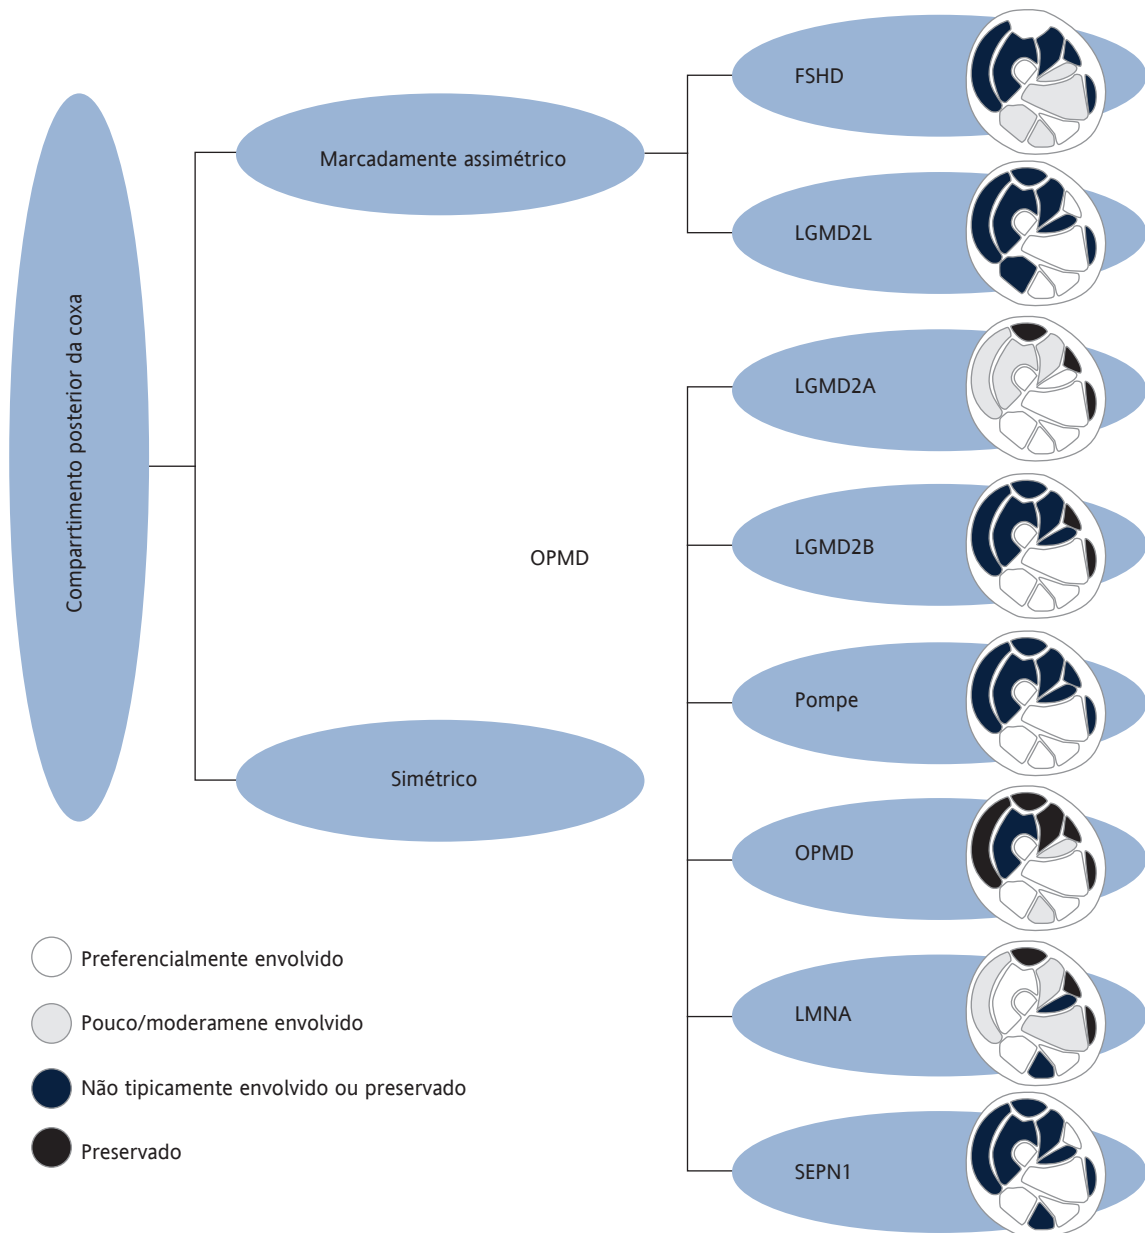 Comparrtimento posterior da coxa
Marcadamente assimétrico
OPMD
Simétrico
FSHD
LGMD2L
LGMD2A
LGMD2B
Pompe
OPMD
LMNA
SEPN1
Preferencialmente envolvido
Pouco/moderamene envolvido
Não tipicamente envolvido ou preservado
Preservado